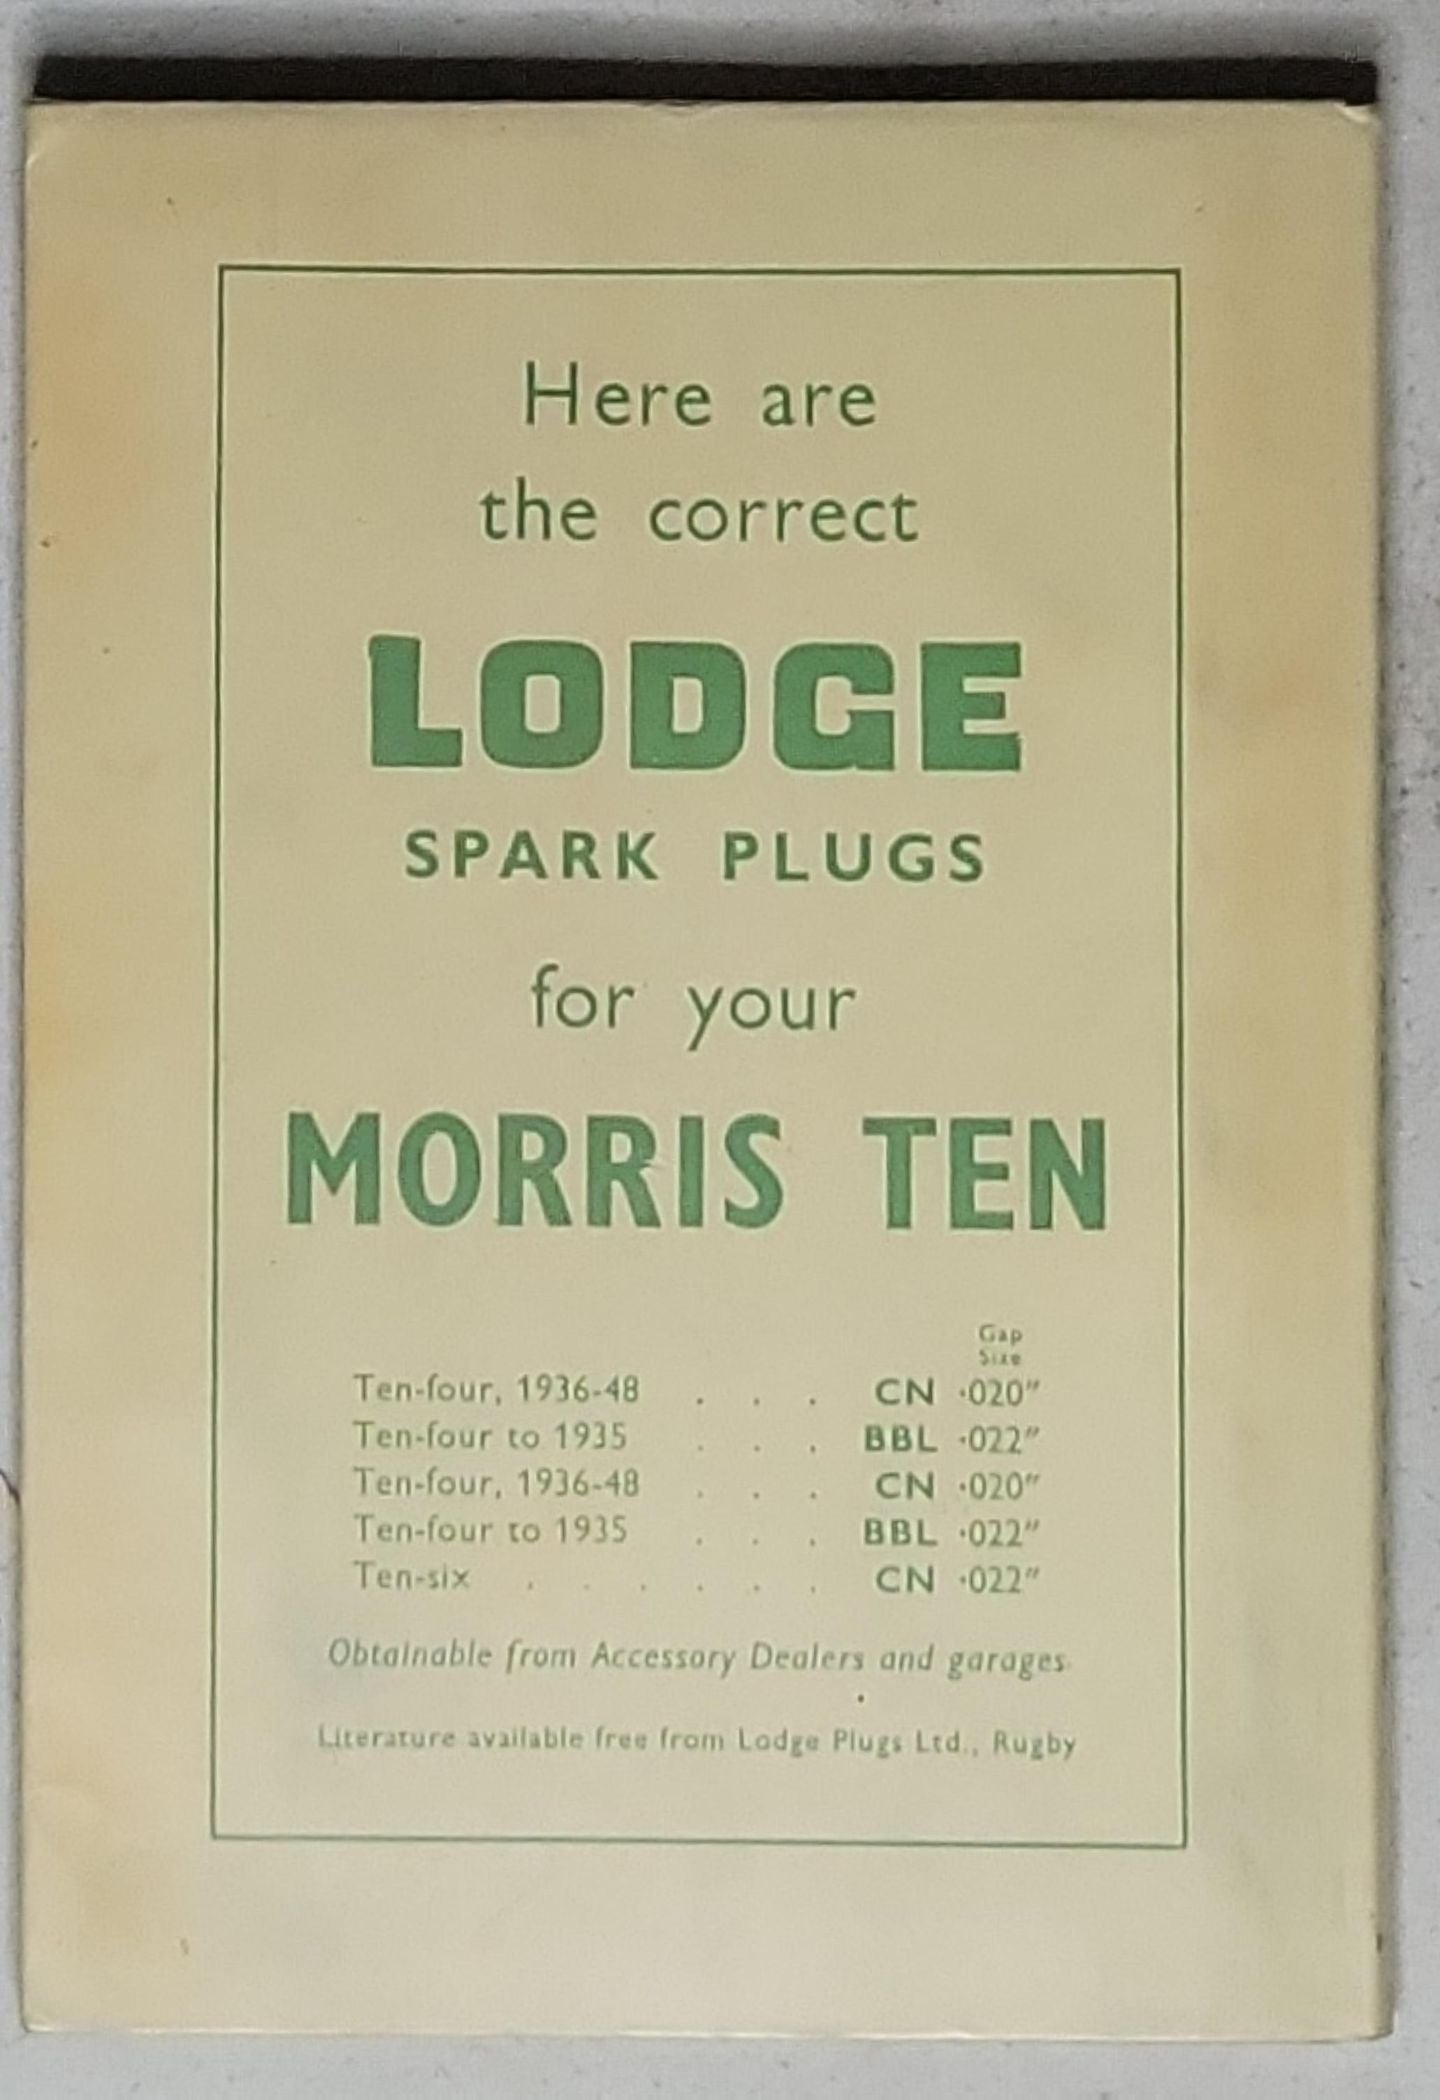 Here are
the correct
LODGE
SPARK PLUGS
for your
MORRIS TEN
Gap
Size
Ten-four, 1936-48 . . . CN ·020"
Ten-four to 1935 . . . BBL ·022"
Ten-four, 1936-48 . . . CN ·020"
Ten-four to 1935 . . . BBL ·022"
Ten-six . . . . . . CN ·022"
Obtainable from Accessory Dealers and garages
Literature available free from Lodge Plugs Ltd., Rugby